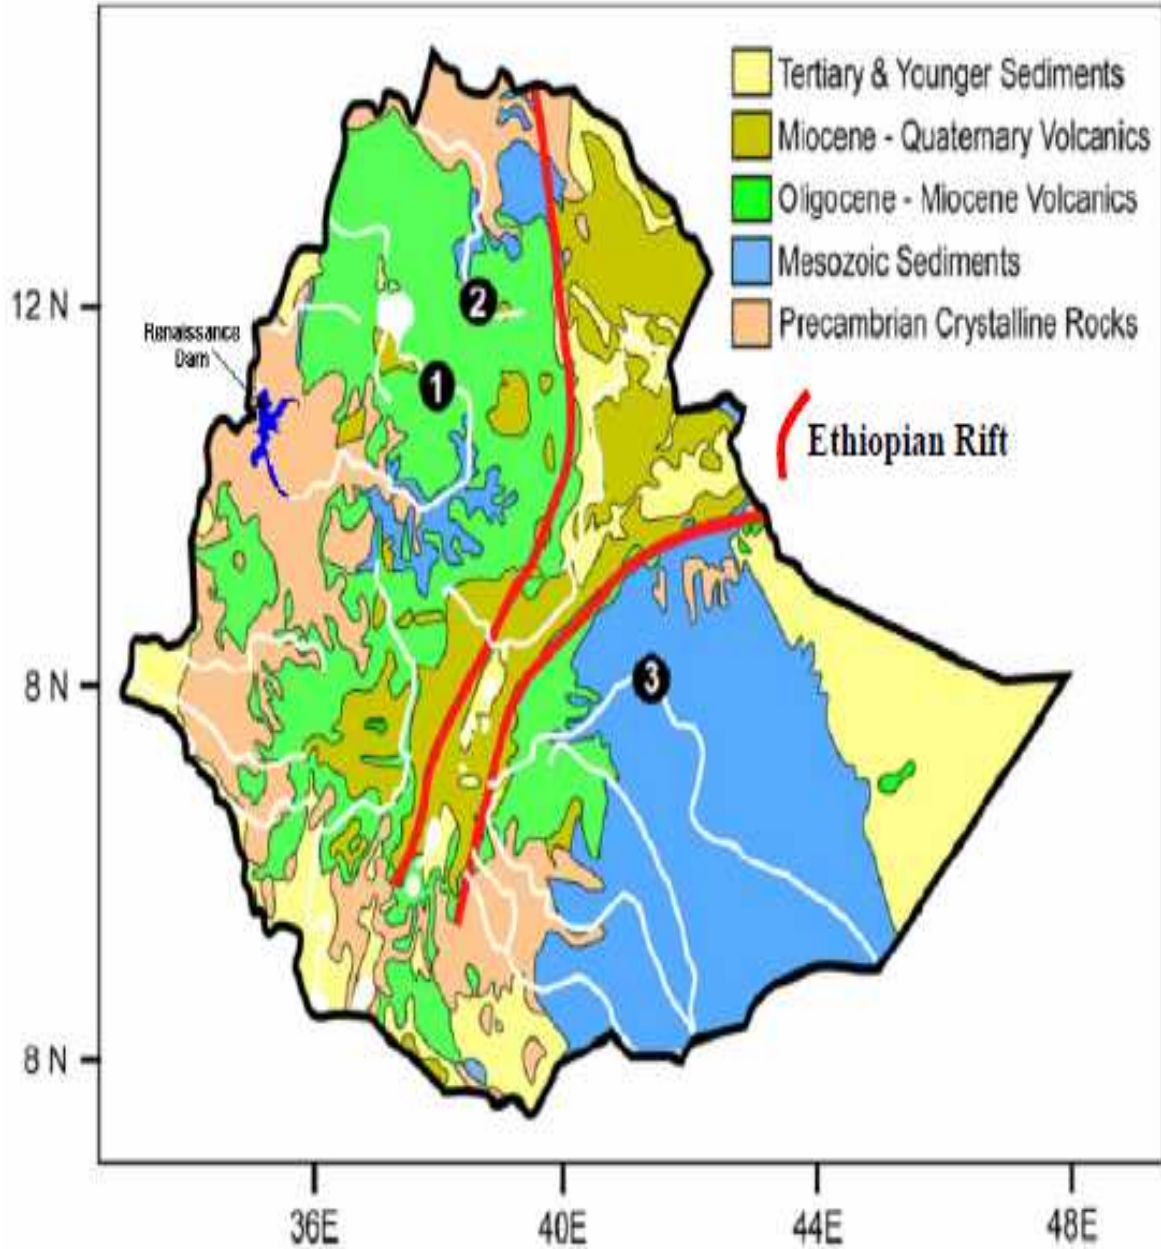 Tertiary & Younger Sediments
Miocene - Quaternary Volcanics
Oligocene - Miocene Volcanics
Mesozoic Sediments
Precambrian Crystalline Rocks
Ethiopian Rift
12 N
Renaissance
Dam
2
1
8 N
3
8 N
36E
40E
44E
48E